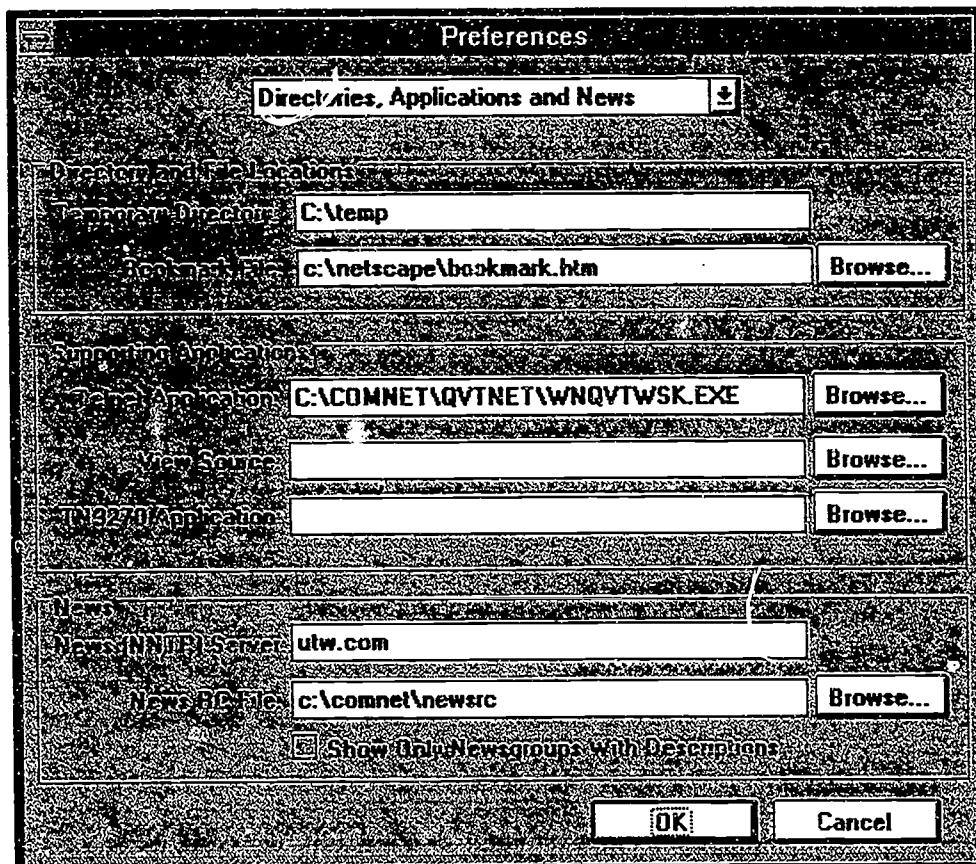 Preferences
Directories, Applications and News
Directory and File Locations
Temporary Directory: C:\temp
Bookmark File: c:\netscape\bookmark.htm Browse...
Supporting Applications
Telnet Application: C:\COMNET\QVTNET\WNQVTWSK.EXE Browse...
View Source: Browse...
TN3270 Application: Browse...
News
News (NNTP) Server: utw.com
News RC File: c:\comnet\newsrc Browse...
Show Only Newsgroups With Descriptions
OK Cancel